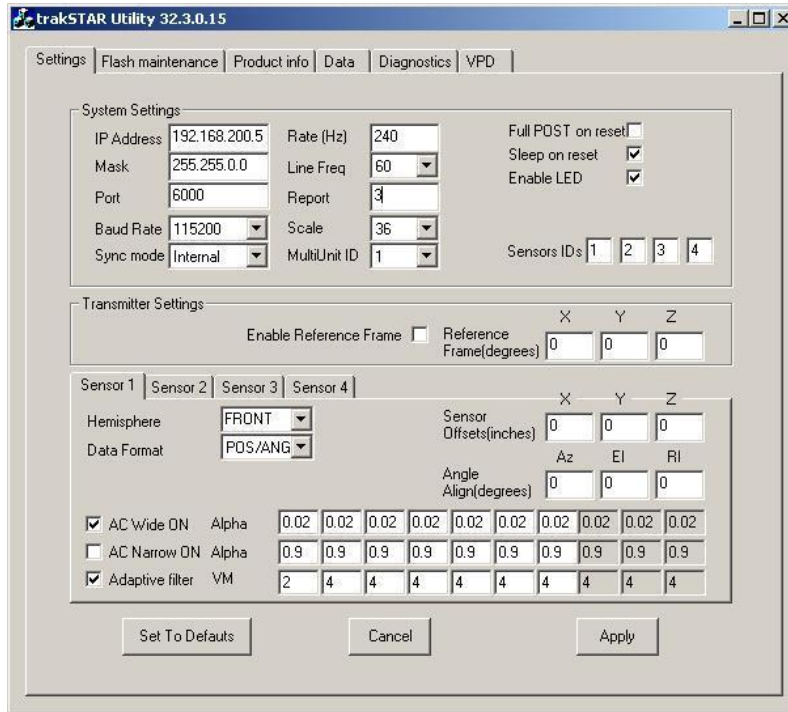 trakSTAR Utility 32.3.0.15
Settings Flash maintenance Product info Data Diagnostics VPD
System Settings
IP Address 192.168.200.5 Rate (Hz) 240 Full POST on reset
Mask 255.255.0.0 Line Freq 60 Sleep on reset
Port 6000 Report 3 Enable LED
Baud Rate 115200 Scale 36
Sync mode Internal MultiUnit ID 1 Sensors IDs 1 2 3 4
Transmitter Settings
X Y Z
Enable Reference Frame Reference Frame(degrees) 0 0 0
Sensor 1 Sensor 2 Sensor 3 Sensor 4
X Y Z
Hemisphere FRONT Sensor Offsets(inches) 0 0 0
Data Format POS/ANG
Az El Rl
Angle Align(degrees) 0 0 0
AC Wide ON Alpha 0.02 0.02 0.02 0.02 0.02 0.02 0.02 0.02 0.02 0.02
AC Narrow ON Alpha 0.9 0.9 0.9 0.9 0.9 0.9 0.9 0.9 0.9 0.9
Adaptive filter VM 2 4 4 4 4 4 4 4 4 4
Set To Defaults Cancel Apply